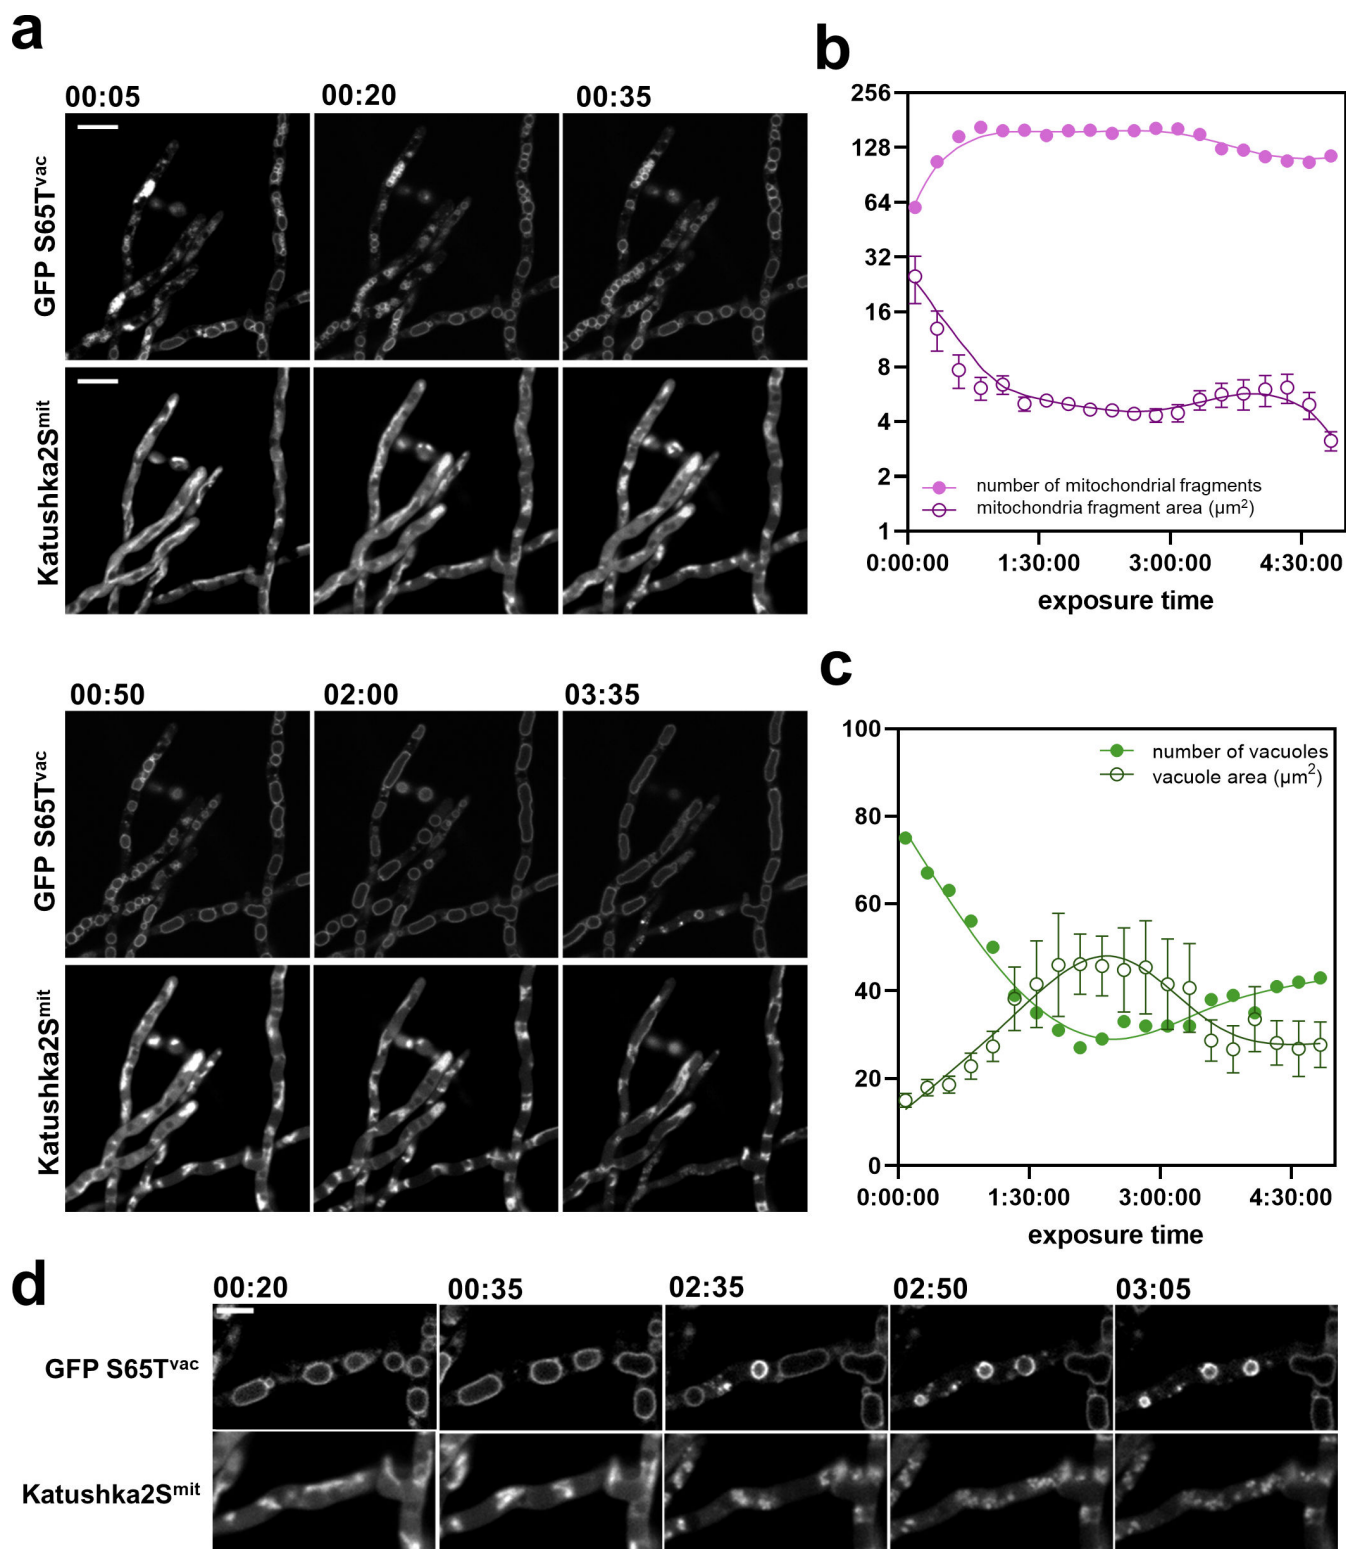 a
00:05 00:20 00:35
GFP S65Tvac
Katushka2Smit
00:50 02:00 03:35
GFP S65Tvac
Katushka2Smit
b
256
128
64
32
16
8
4
2
1
number of mitochondrial fragments
mitochondria fragment area (µm²)
0:00:00 1:30:00 3:00:00 4:30:00
exposure time
c
100
80
60
40
20
0
number of vacuoles
vacuole area (µm²)
0:00:00 1:30:00 3:00:00 4:30:00
exposure time
d
00:20 00:35 02:35 02:50 03:05
GFP S65Tvac
Katushka2Smit